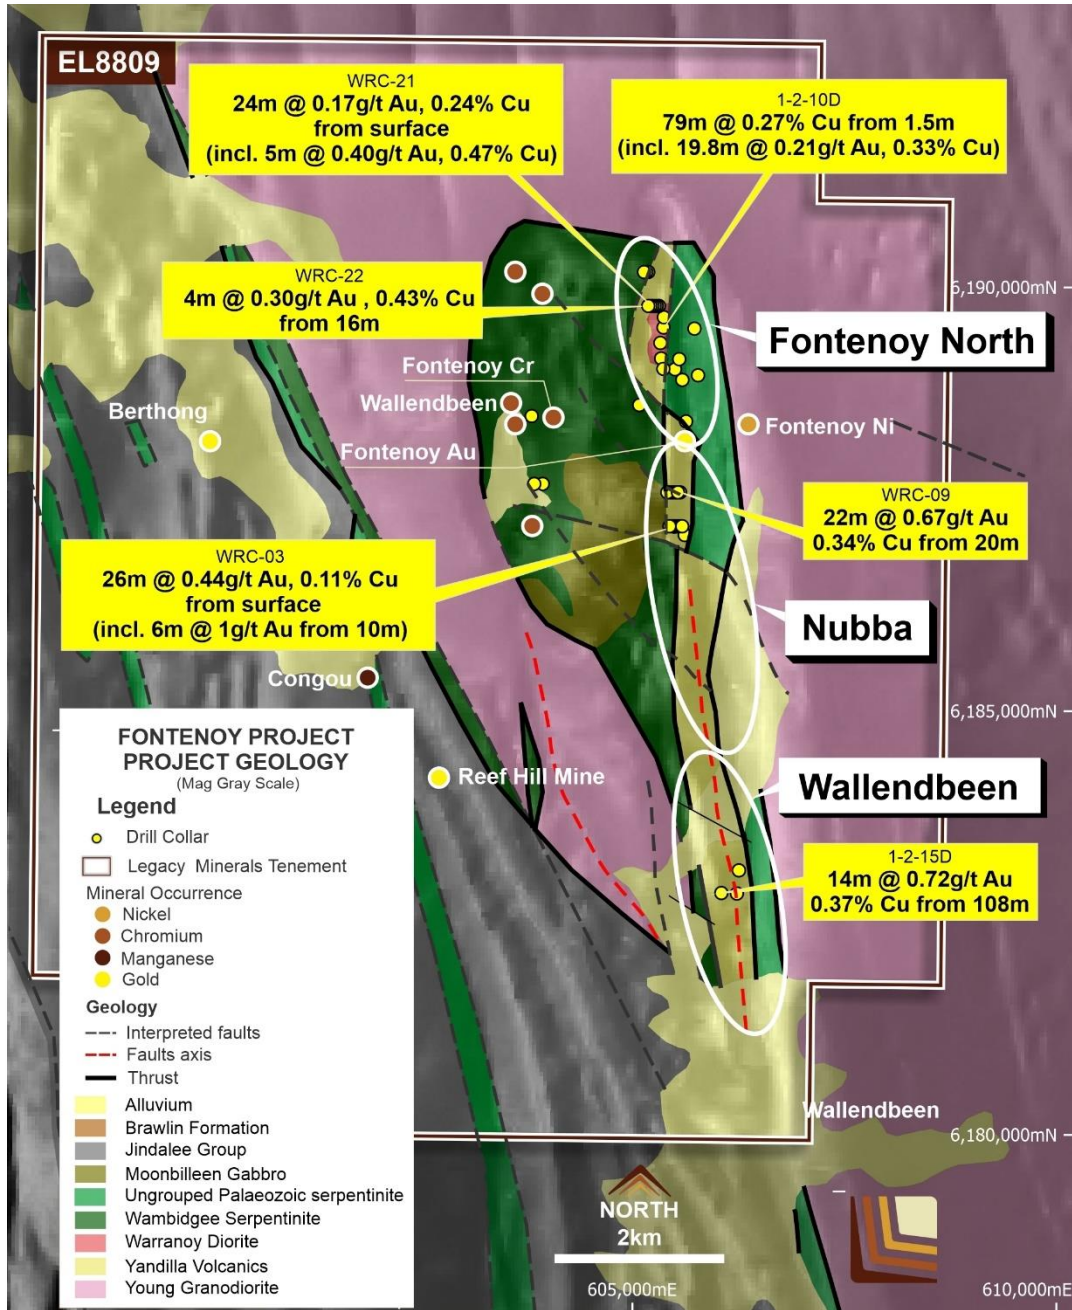 EL8809
WRC-21
24m @ 0.17g/t Au, 0.24% Cu
from surface
(incl. 5m @ 0.40g/t Au, 0.47% Cu)
1-2-10D
79m @ 0.27% Cu from 1.5m
(incl. 19.8m @ 0.21g/t Au, 0.33% Cu)
WRC-22
4m @ 0.30g/t Au , 0.43% Cu
from 16m
6,190,000mN
Fontenoy North
Fontenoy Cr
Wallendbeen
Berthong
Fontenoy Au
Fontenoy Ni
WRC-09
22m @ 0.67g/t Au
0.34% Cu from 20m
WRC-03
26m @ 0.44g/t Au, 0.11% Cu
from surface
(incl. 6m @ 1g/t Au from 10m)
Nubba
Congou
6,185,000mN
Reef Hill Mine
Wallendbeen
1-2-15D
14m @ 0.72g/t Au
0.37% Cu from 108m
FONTENOY PROJECT
PROJECT GEOLOGY
(Mag Gray Scale)
Legend
Drill Collar
Legacy Minerals Tenement
Mineral Occurrence
Nickel
Chromium
Manganese
Gold
Geology
Interpreted faults
Faults axis
Thrust
Alluvium
Brawlin Formation
Jindalee Group
Moonbilleen Gabbro
Ungrouped Palaeozoic serpentinite
Wambidgee Serpentinite
Warranoy Diorite
Yandilla Volcanics
Young Granodiorite
Wallendbeen
6,180,000mN
NORTH
2km
605,000mE
610,000mE